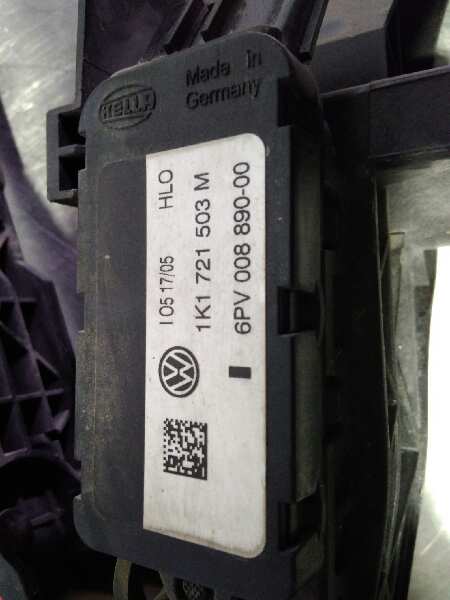 HELLA
Made in
Germany
I 05 17/05 HLO
1K1 721 503 M
6PV 008 890-00